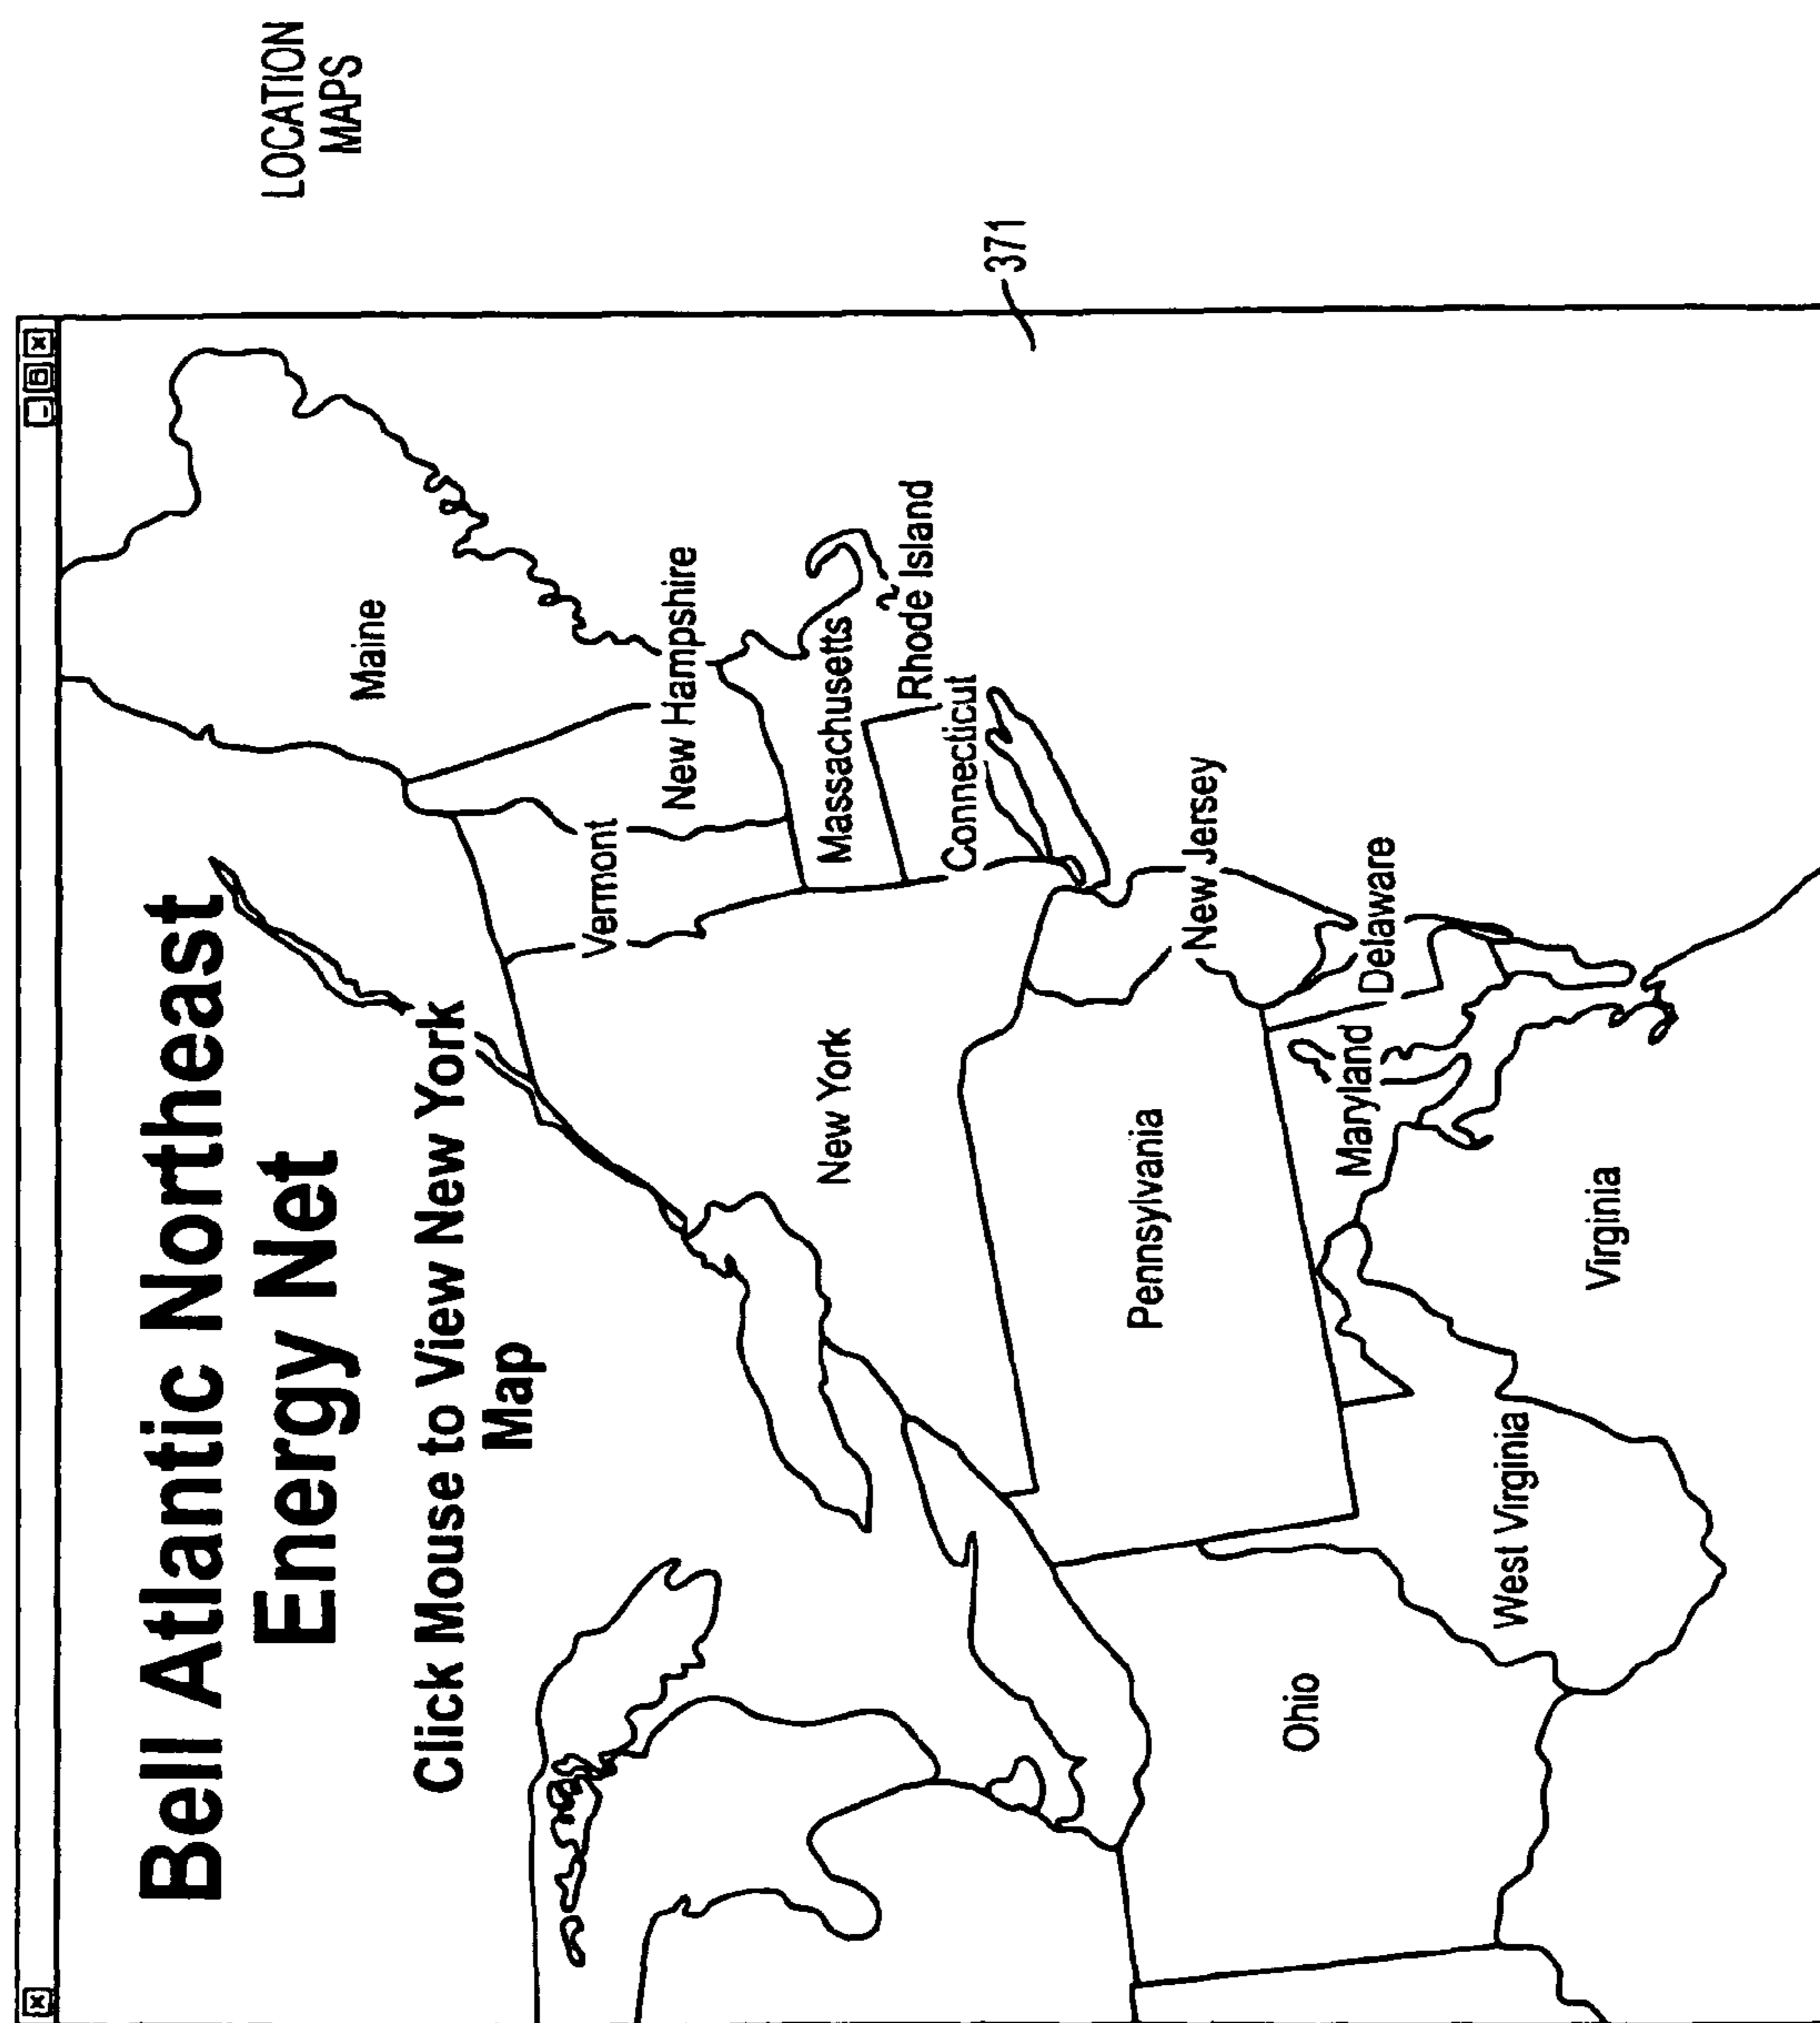 LOCATION
MAPS
371
Bell Atlantic Northeast
Energy Net
Click Mouse to View New York
Map
Maine
Vermont
New Hampshire
Massachusetts
Rhode Island
Connecticut
New York
New Jersey
Pennsylvania
Delaware
Maryland
Ohio
West Virginia
Virginia